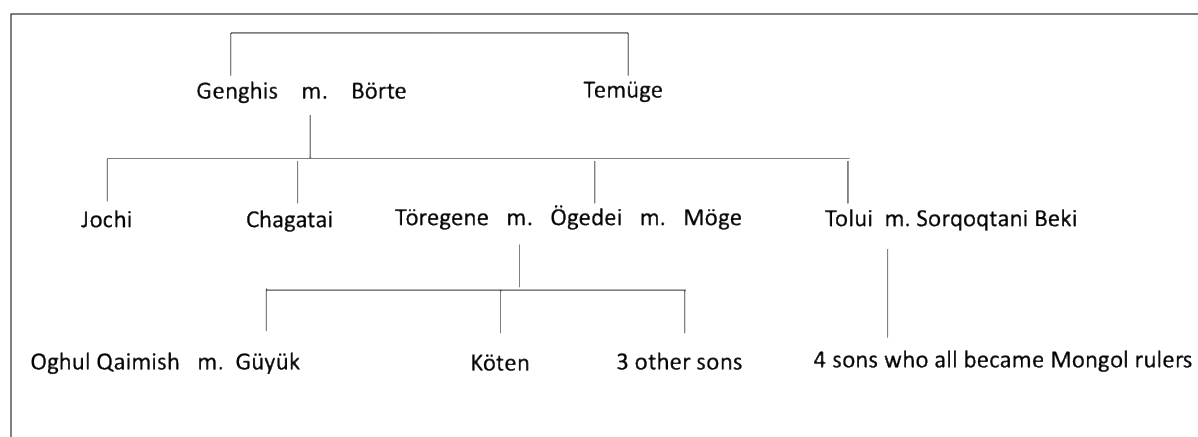 Genghis m. Börte Temüge
Jochi Chagatai Töregene m. Ögedei m. Möge Tolui m. Sorqoqtani Beki
Oghul Qaimish m. Güyük Köten 3 other sons 4 sons who all became Mongol rulers